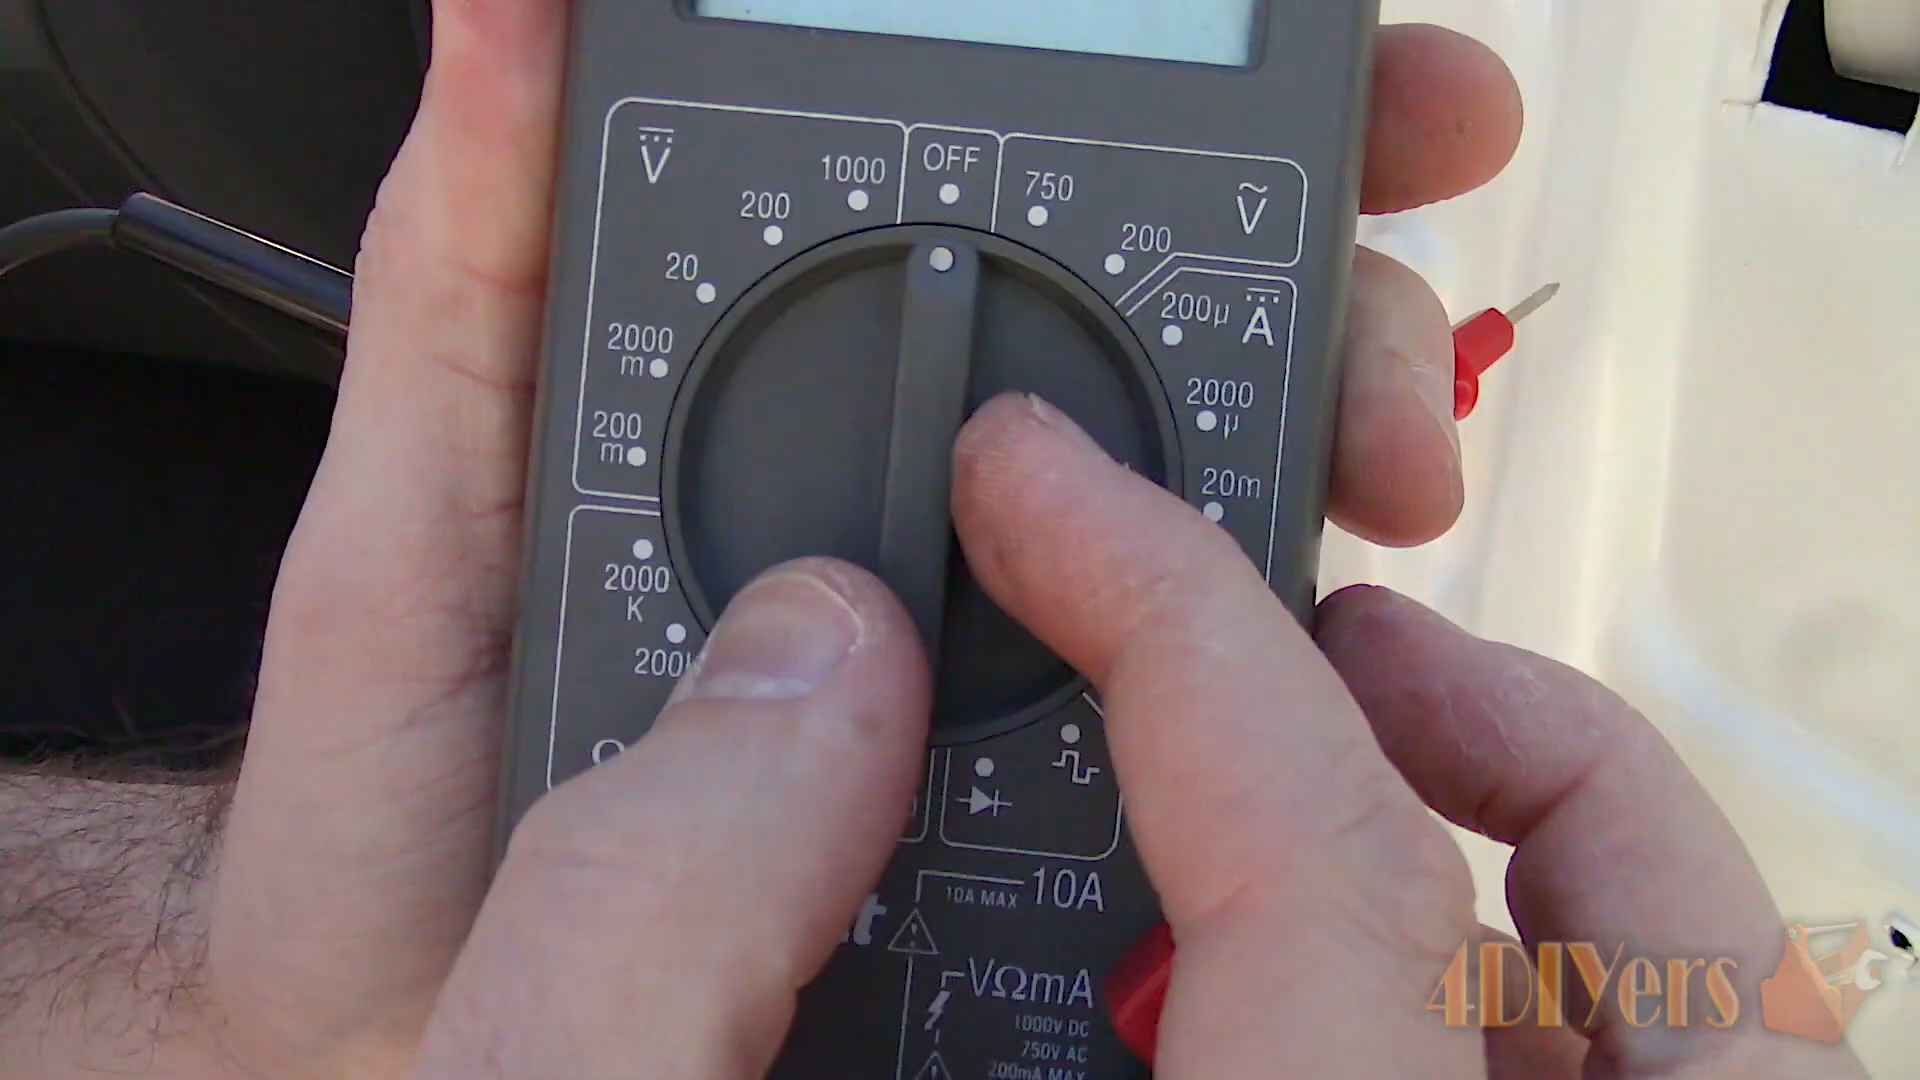 V
1000
OFF
750
V
200
200
20
200µ
A
2000
m
2000
µ
200
m
20m
2000
K
10A MAX
10A
VΩmA
1000V DC
750V AC
200mA MAX
4DIYers